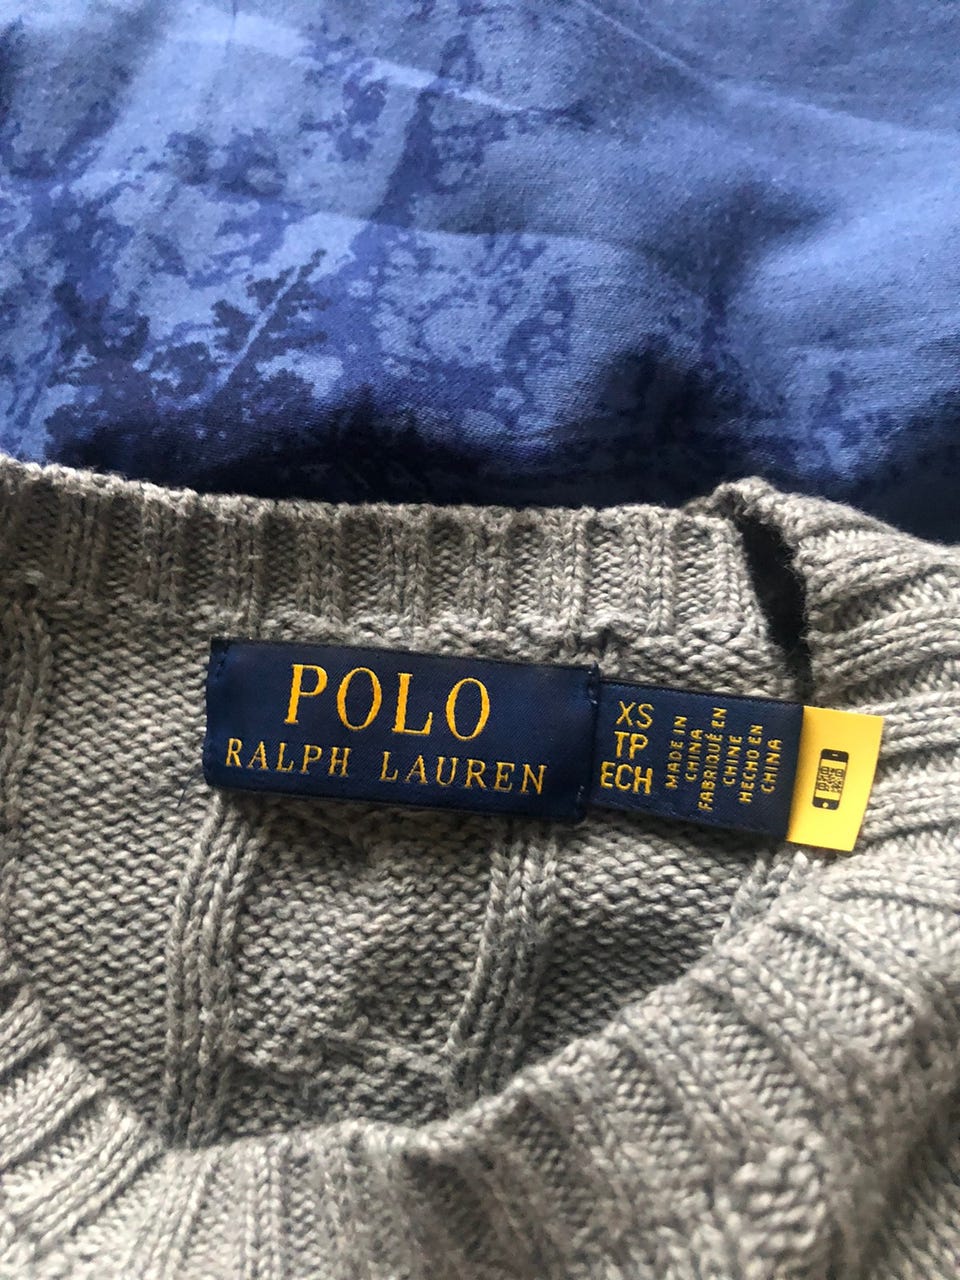 POLO
RALPH LAUREN
XS
TP
ECH
MADE IN
CHINA
FABRIQUÉ EN
CHINE
HECHO EN
CHINA